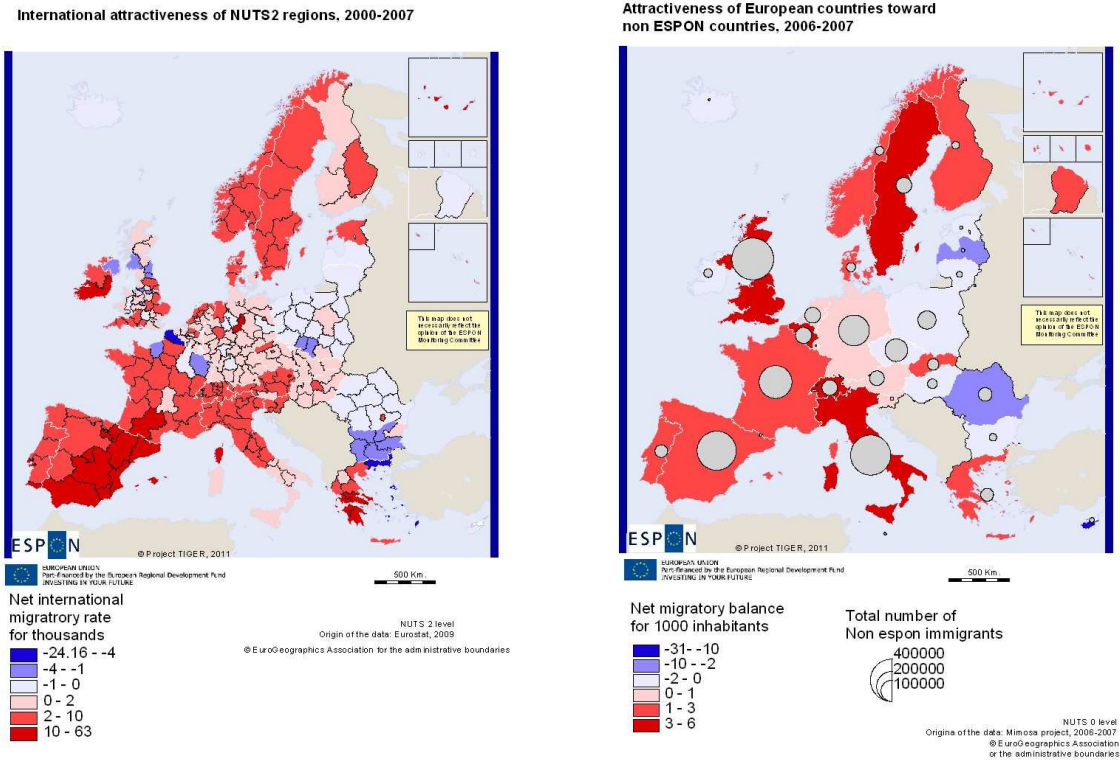 International attractiveness of NUTS2 regions, 2000-2007
This map does not
necessarily reflect the
opinion of the ESPON
Monitoring Committee
ESPON
© Project TIGER, 2011
EUROPEAN UNION
Part-financed by the European Regional Development Fund
INVESTING IN YOUR FUTURE
500 Km.
Net international
migratrory rate
for thousands
-24.16 - -4
-4 - -1
-1 - 0
0 - 2
2 - 10
10 - 63
NUTS 2 level
Origin of the data: Eurostat, 2009
© EuroGeographics Association for the administrative boundaries
Attractiveness of European countries toward
non ESPON countries, 2006-2007
This map does not
necessarily reflect the
opinion of the ESPON
Monitoring Committee
ESPON
© Project TIGER, 2011
EUROPEAN UNION
Part-financed by the European Regional Development Fund
INVESTING IN YOUR FUTURE
500 Km.
Net migratory balance
for 1000 inhabitants
-31- -10
-10 - -2
-2 - 0
0 - 1
1 - 3
3 - 6
Total number of
Non espon immigrants
400000
200000
100000
NUTS 0 level
Origina of the data: Mimosa project, 2006-2007
© EuroGeographics Association
or the administrative boundaries